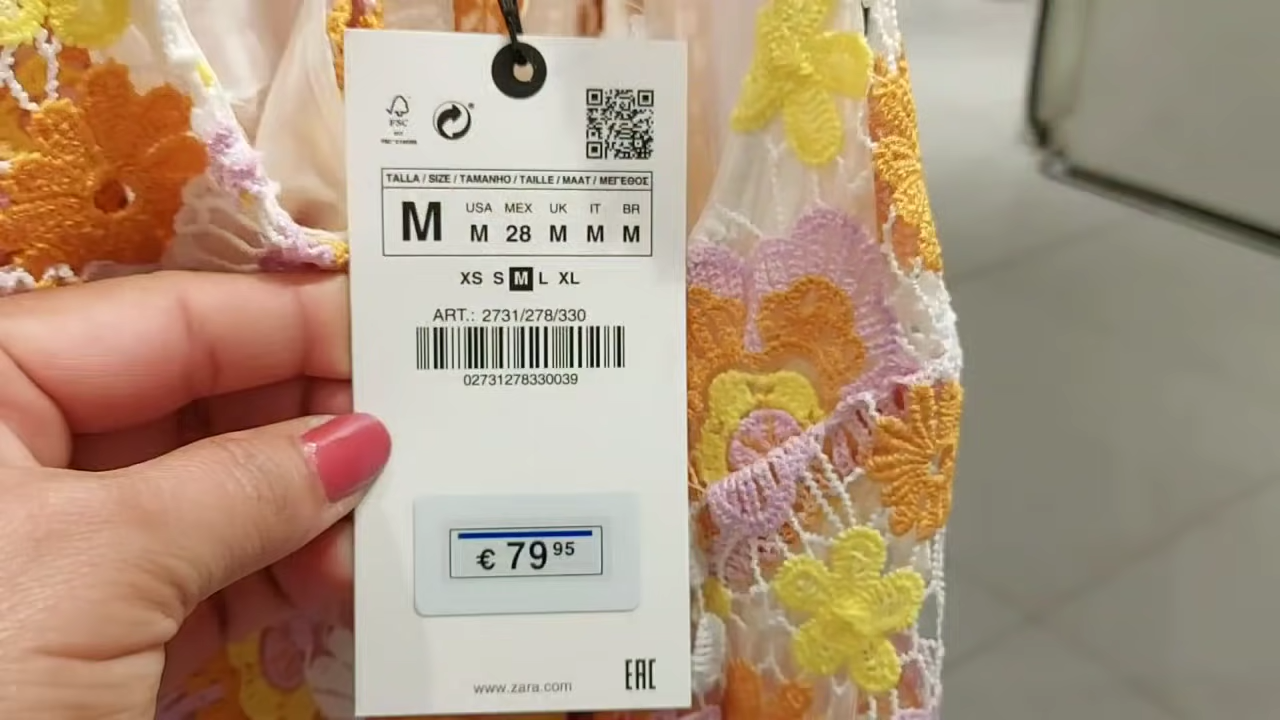 FSC
TALLA / SIZE / TAMANHO / TAILLE / MAAT / ΜΕΓΕΘΟΣ
M
USA MEX UK IT BR
M 28 M M M
XS S M L XL
ART.: 2731/278/330
02731278330039
€ 79 95
www.zara.com
EAC